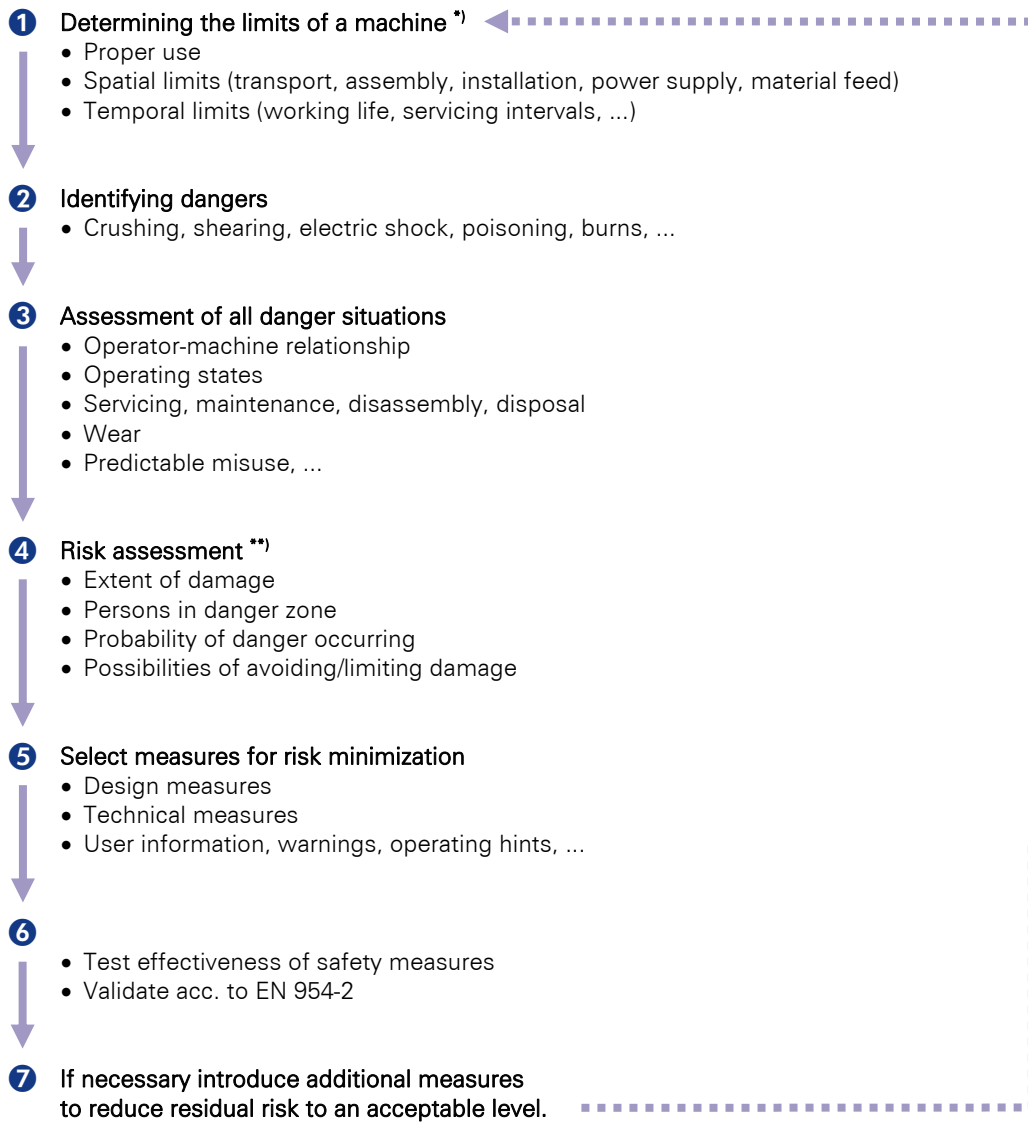 1 Determining the limits of a machine *)
• Proper use
• Spatial limits (transport, assembly, installation, power supply, material feed)
• Temporal limits (working life, servicing intervals, ...)
2 Identifying dangers
• Crushing, shearing, electric shock, poisoning, burns, ...
3 Assessment of all danger situations
• Operator-machine relationship
• Operating states
• Servicing, maintenance, disassembly, disposal
• Wear
• Predictable misuse, ...
4 Risk assessment **)
• Extent of damage
• Persons in danger zone
• Probability of danger occurring
• Possibilities of avoiding/limiting damage
5 Select measures for risk minimization
• Design measures
• Technical measures
• User information, warnings, operating hints, ...
6
• Test effectiveness of safety measures
• Validate acc. to EN 954-2
7 If necessary introduce additional measures
to reduce residual risk to an acceptable level.